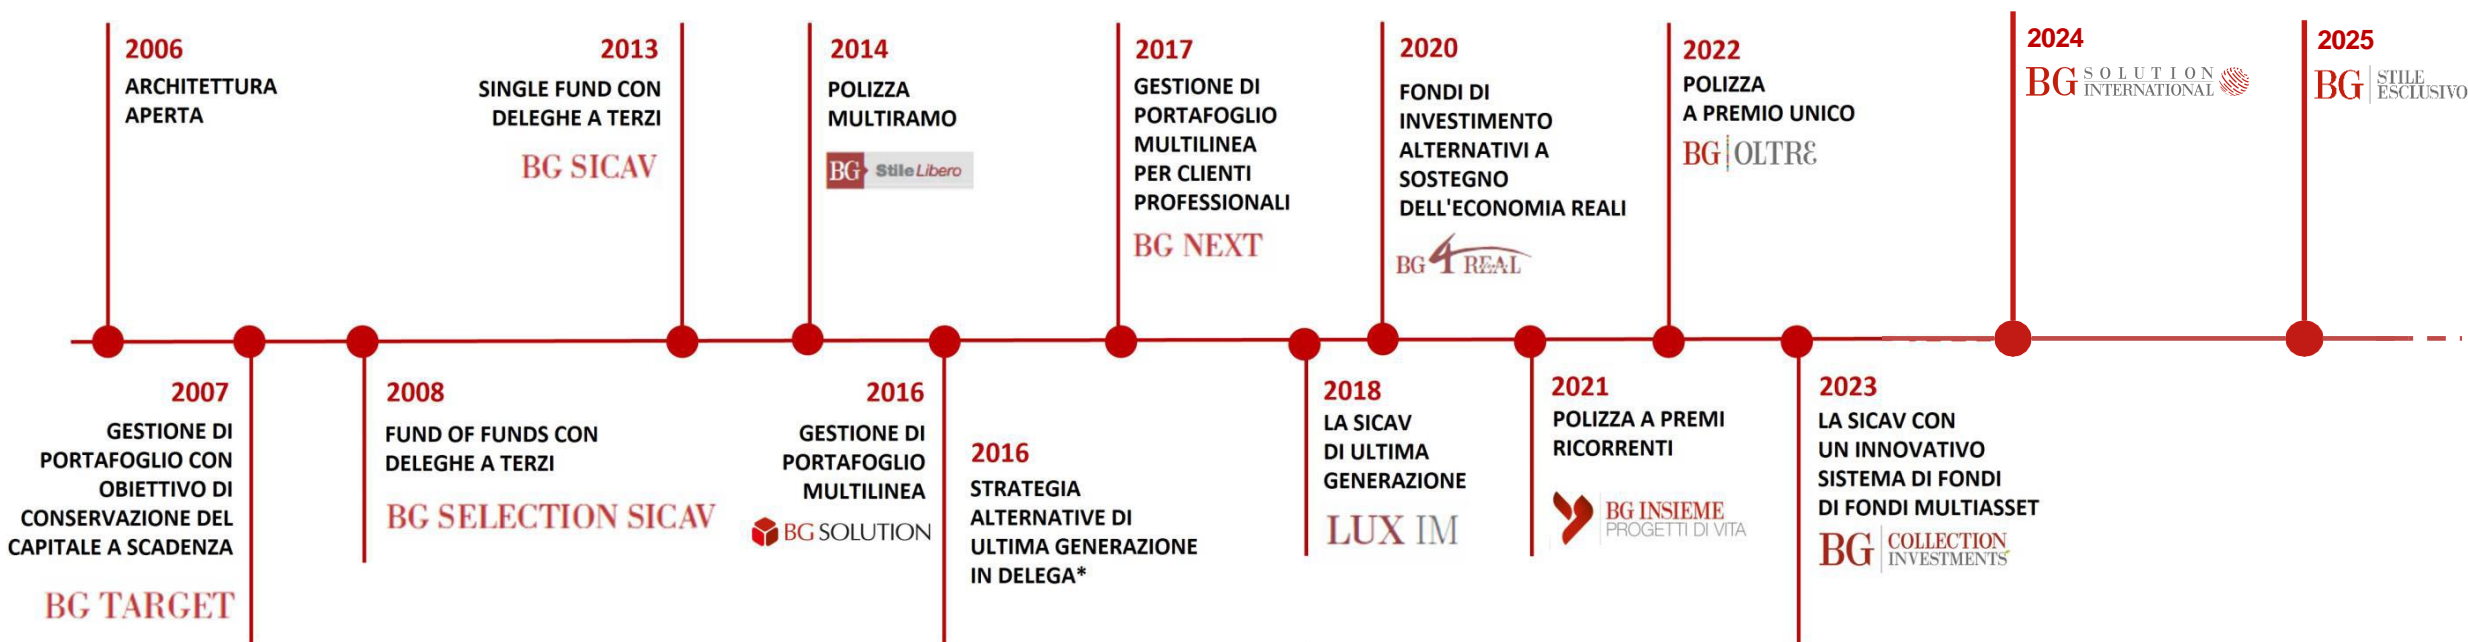 2006
ARCHITETTURA
APERTA
2013
SINGLE FUND CON
DELEGHE A TERZI
BG SICAV
2014
POLIZZA
MULTIRAMO
BG Stile Libero
2017
GESTIONE DI
PORTAFOGLIO
MULTILINEA
PER CLIENTI
PROFESSIONALI
BG NEXT
2020
FONDI DI
INVESTIMENTO
ALTERNATIVI A
SOSTEGNO
DELL'ECONOMIA REALI
BG 4 REAL
2022
POLIZZA
A PREMIO UNICO
BG OLTRE
2024
BG SOLUTION
INTERNATIONAL
2025
BG STILE
ESCLUSIVO
2007
GESTIONE DI
PORTAFOGLIO CON
OBIETTIVO DI
CONSERVAZIONE DEL
CAPITALE A SCADENZA
BG TARGET
2008
FUND OF FUNDS CON
DELEGHE A TERZI
BG SELECTION SICAV
2016
GESTIONE DI
PORTAFOGLIO
MULTILINEA
BG SOLUTION
2016
STRATEGIA
ALTERNATIVE DI
ULTIMA GENERAZIONE
IN DELEGA*
2018
LA SICAV
DI ULTIMA
GENERAZIONE
LUX IM
2021
POLIZZA A PREMI
RICORRENTI
BG INSIEME
PROGETTI DI VITA
2023
LA SICAV CON
UN INNOVATIVO
SISTEMA DI FONDI
DI FONDI MULTIASSET
BG COLLECTION
INVESTMENTS